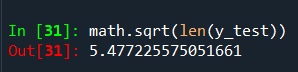 In [31]: math.sqrt(len(y_test))
Out[31]: 5.477225575051661